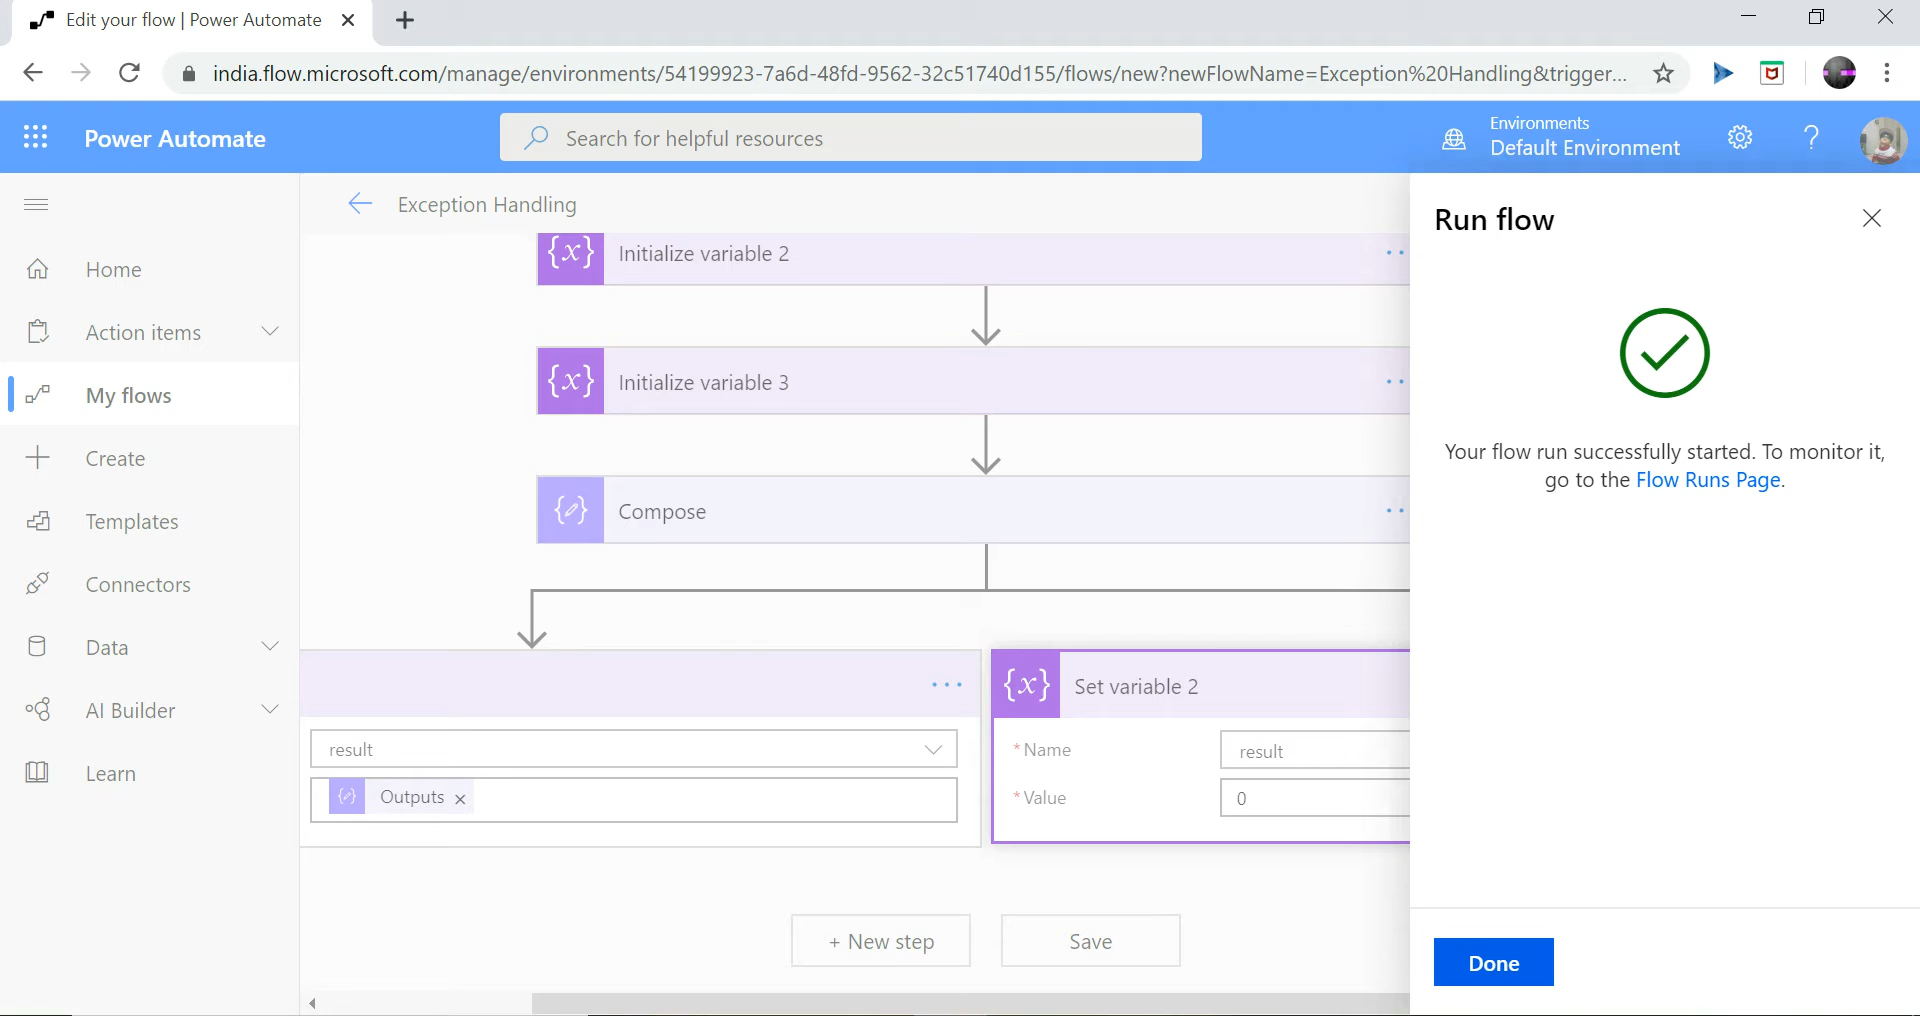 Edit your flow | Power Automate
india.flow.microsoft.com/manage/environments/54199923-7a6d-48fd-9562-32c51740d155/flows/new?newFlowName=Exception%20Handling&trigger...
Power Automate
Search for helpful resources
Environments
Default Environment
Exception Handling
Home
Action items
My flows
Create
Templates
Connectors
Data
AI Builder
Learn
{x} Initialize variable 2
{x} Initialize variable 3
Compose
result
Outputs
{x} Set variable 2
* Name
result
* Value
0
+ New step
Save
Run flow
Your flow run successfully started. To monitor it,
go to the Flow Runs Page.
Done